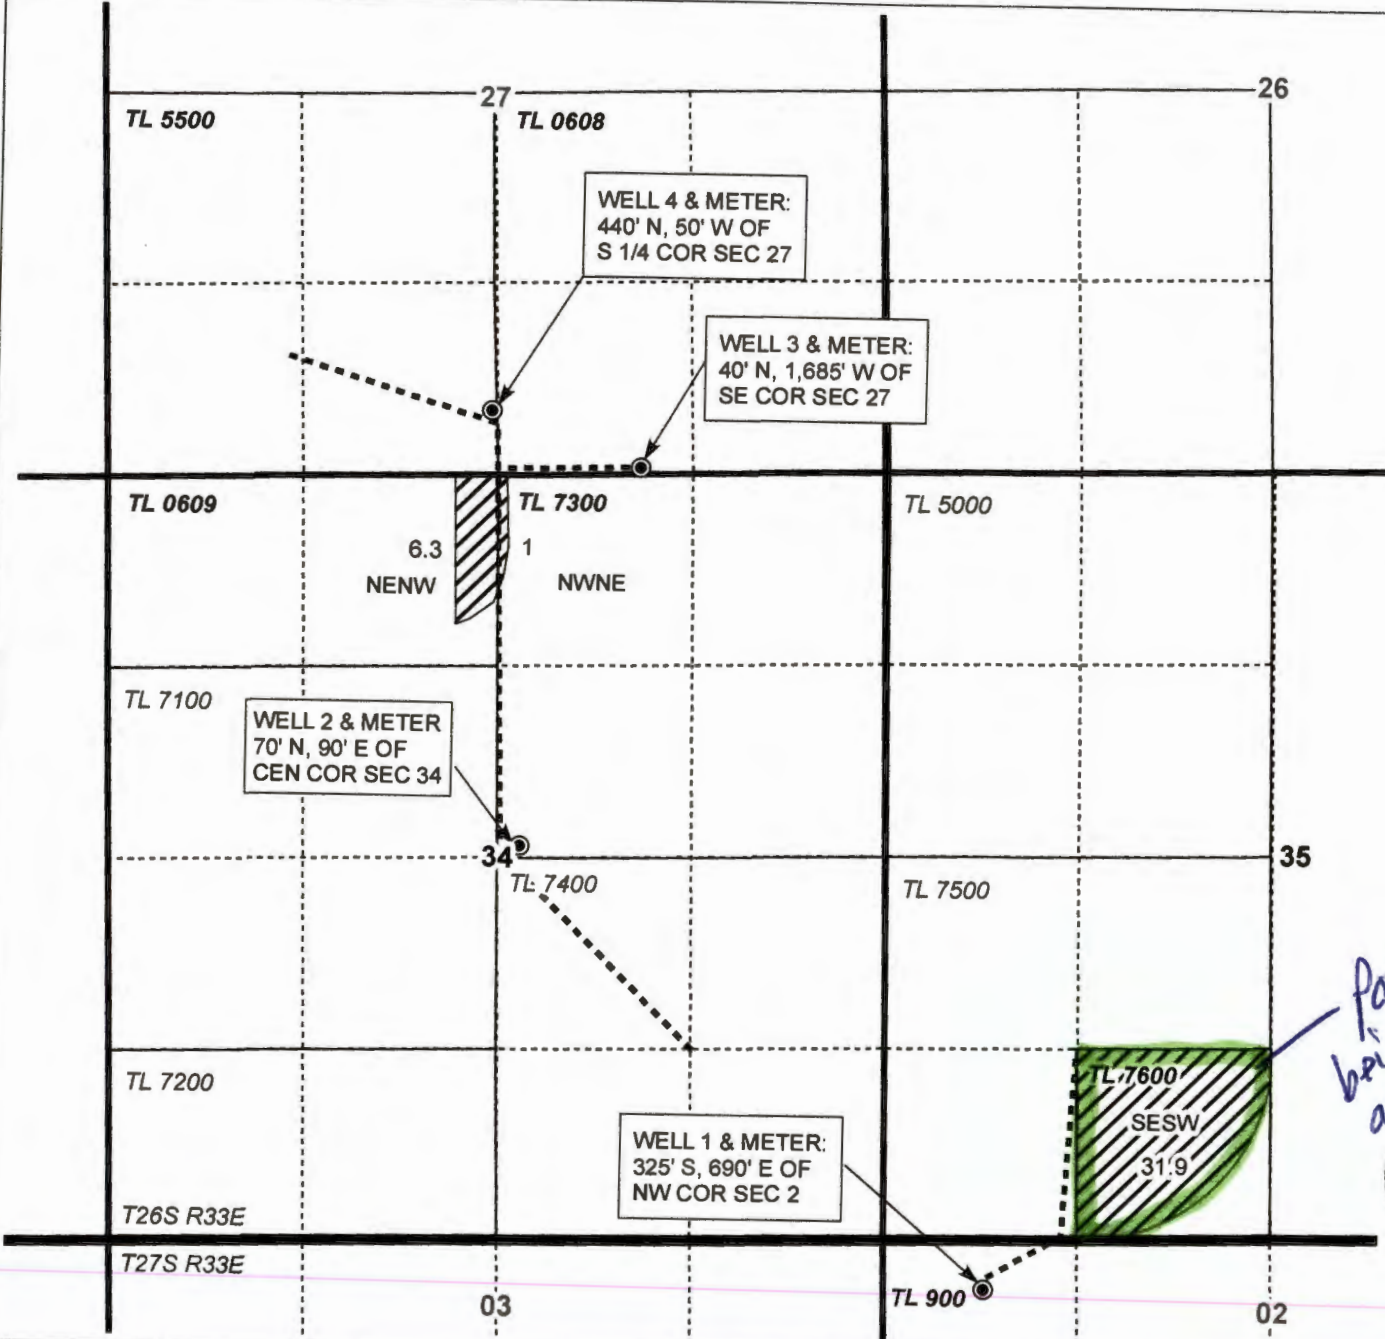 27
26
TL 5500
TL 0608
WELL 4 & METER:
440' N, 50' W OF
S 1/4 COR SEC 27
WELL 3 & METER:
40' N, 1,685' W OF
SE COR SEC 27
TL 0609
TL 7300
TL 5000
6.3
1
NENW
NWNE
TL 7100
WELL 2 & METER
70' N, 90' E OF
CEN COR SEC 34
34
35
TL 7400
TL 7500
TL 7200
TL 7600
SESW
31.9
WELL 1 & METER:
325' S, 690' E OF
NW COR SEC 2
T26S R33E
T27S R33E
TL 900
03
02